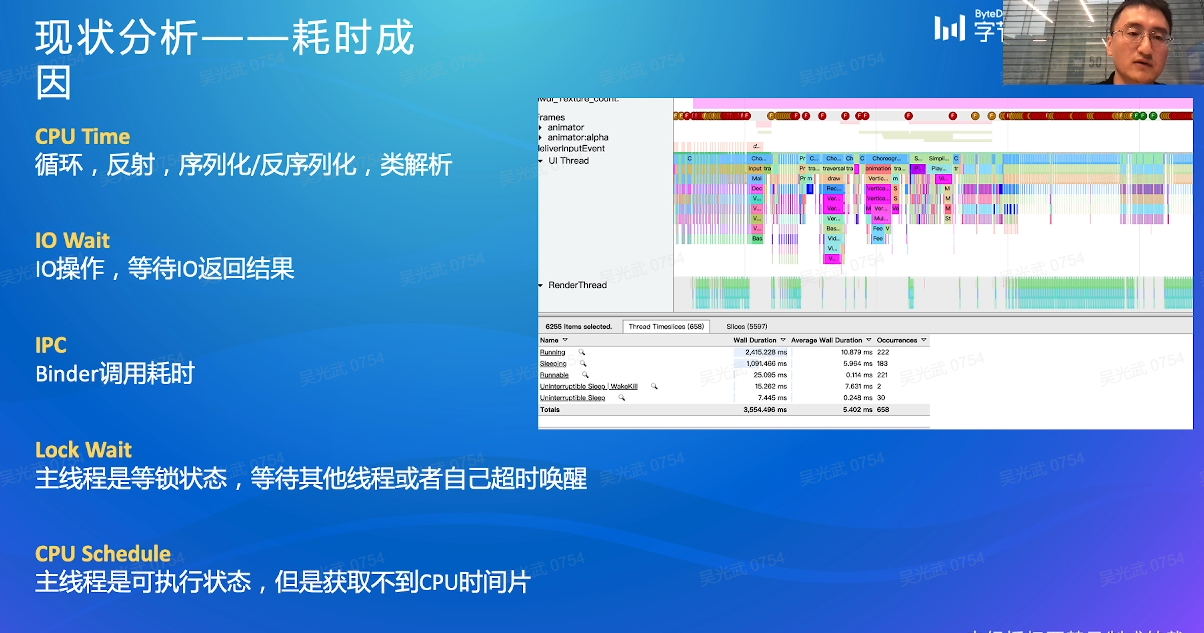 现状分析——耗时成
因
ByteD
字节
CPU Time
循环，反射，序列化/反序列化，类解析
IO Wait
IO操作，等待IO返回结果
IPC
Binder调用耗时
Lock Wait
主线程是等锁状态，等待其他线程或者自己超时唤醒
CPU Schedule
主线程是可执行状态，但是获取不到CPU时间片
animator
animator:alpha
deliverInputEvent
UI Thread
RenderThread
6255 items selected.
Thread Timeslices (658)
Slices (5597)
Name Wall Duration Average Wall Duration Occurrences
Running 2,415.228 ms 10.879 ms 222
Sleeping 1,091.466 ms 5.964 ms 183
Runnable 25.095 ms 0.114 ms 221
Uninterruptible Sleep | WakeKill 15.262 ms 7.631 ms 2
Uninterruptible Sleep 7.445 ms 0.248 ms 30
Totals 3,554.496 ms 5.402 ms 658
吴光武 0754